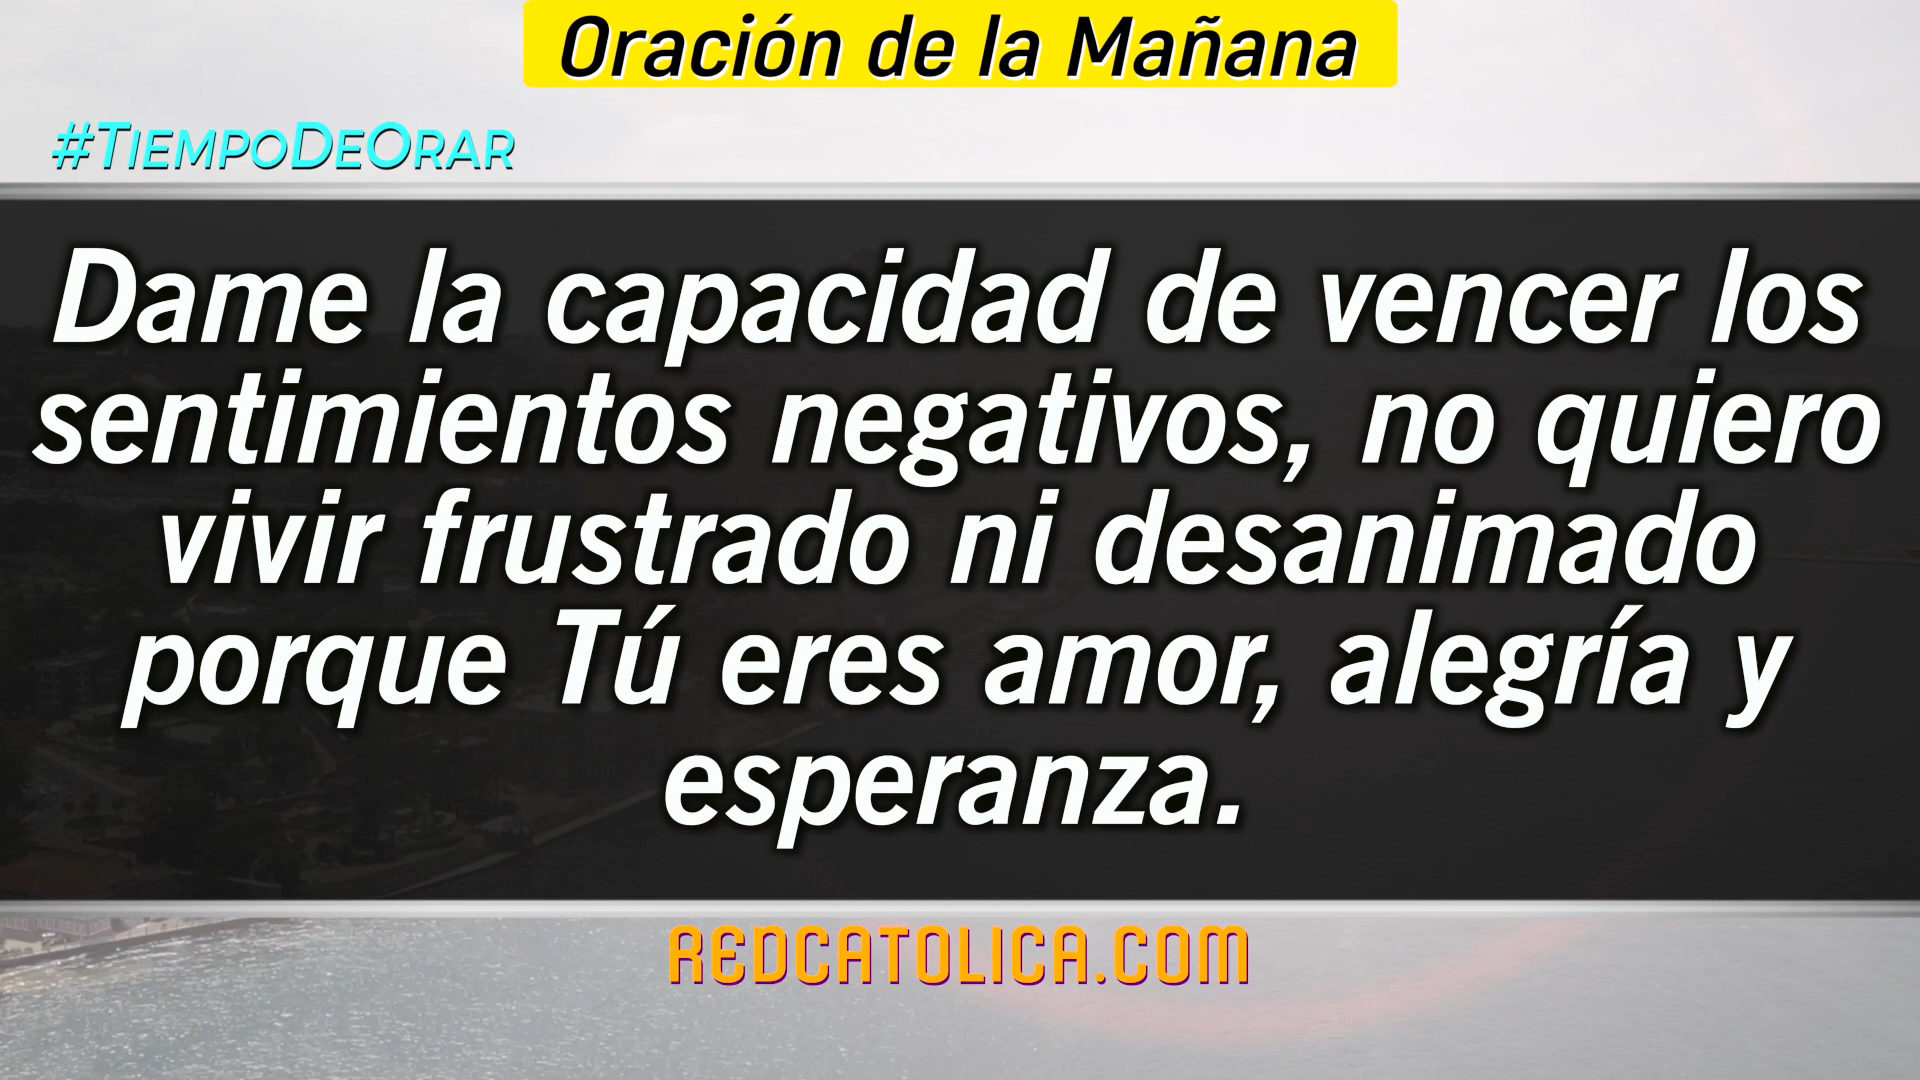 Oración de la Mañana
#TiempoDeOrar
Dame la capacidad de vencer los
sentimientos negativos, no quiero
vivir frustrado ni desanimado
porque Tú eres amor, alegría y
esperanza.
REDCATOLICA.COM